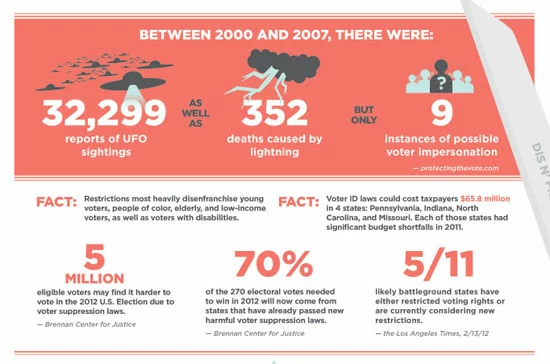 BETWEEN 2000 AND 2007, THERE WERE:
32,299
reports of UFO
sightings
AS
WELL
AS
352
deaths caused by
lightning
BUT
ONLY
?
9
instances of possible
voter impersonation
— protectingthevote.com
DIS N'
FACT: Restrictions most heavily disenfranchise young
voters, people of color, elderly, and low-income
voters, as well as voters with disabilities.
FACT: Voter ID laws could cost taxpayers $65.8 million
in 4 states: Pennsylvania, Indiana, North
Carolina, and Missouri. Each of those states had
significant budget shortfalls in 2011.
5
MILLION
eligible voters may find it harder to
vote in the 2012 U.S. Election due to
voter suppression laws.
— Brennan Center for Justice
70%
of the 270 electoral votes needed
to win in 2012 will now come from
states that have already passed new
harmful voter suppression laws.
— Brennan Center for Justice
5/11
likely battleground states have
either restricted voting rights or
are currently considering new
restrictions.
— the Los Angeles Times, 2/13/12